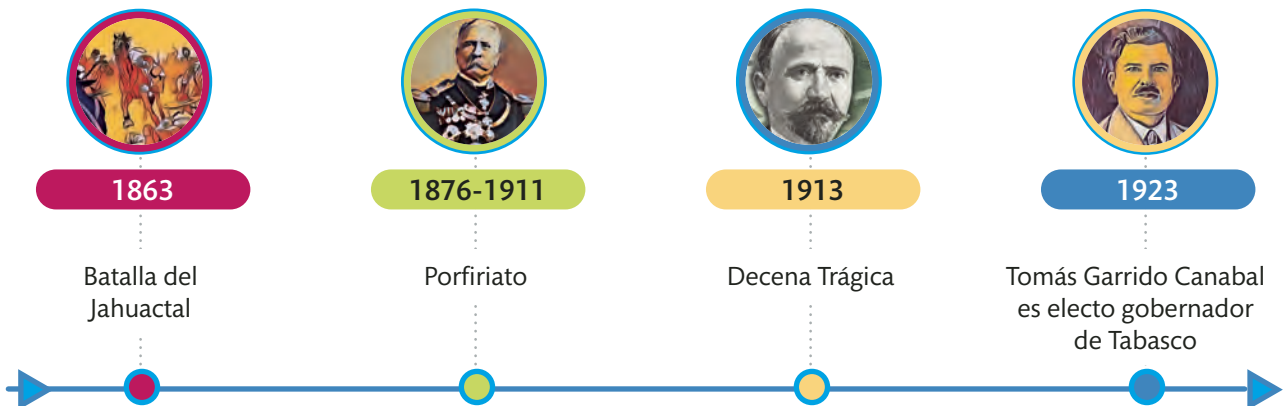 1863
Batalla del
Jahuactal
1876-1911
Porfiriato
1913
Decena Trágica
1923
Tomás Garrido Canabal
es electo gobernador
de Tabasco